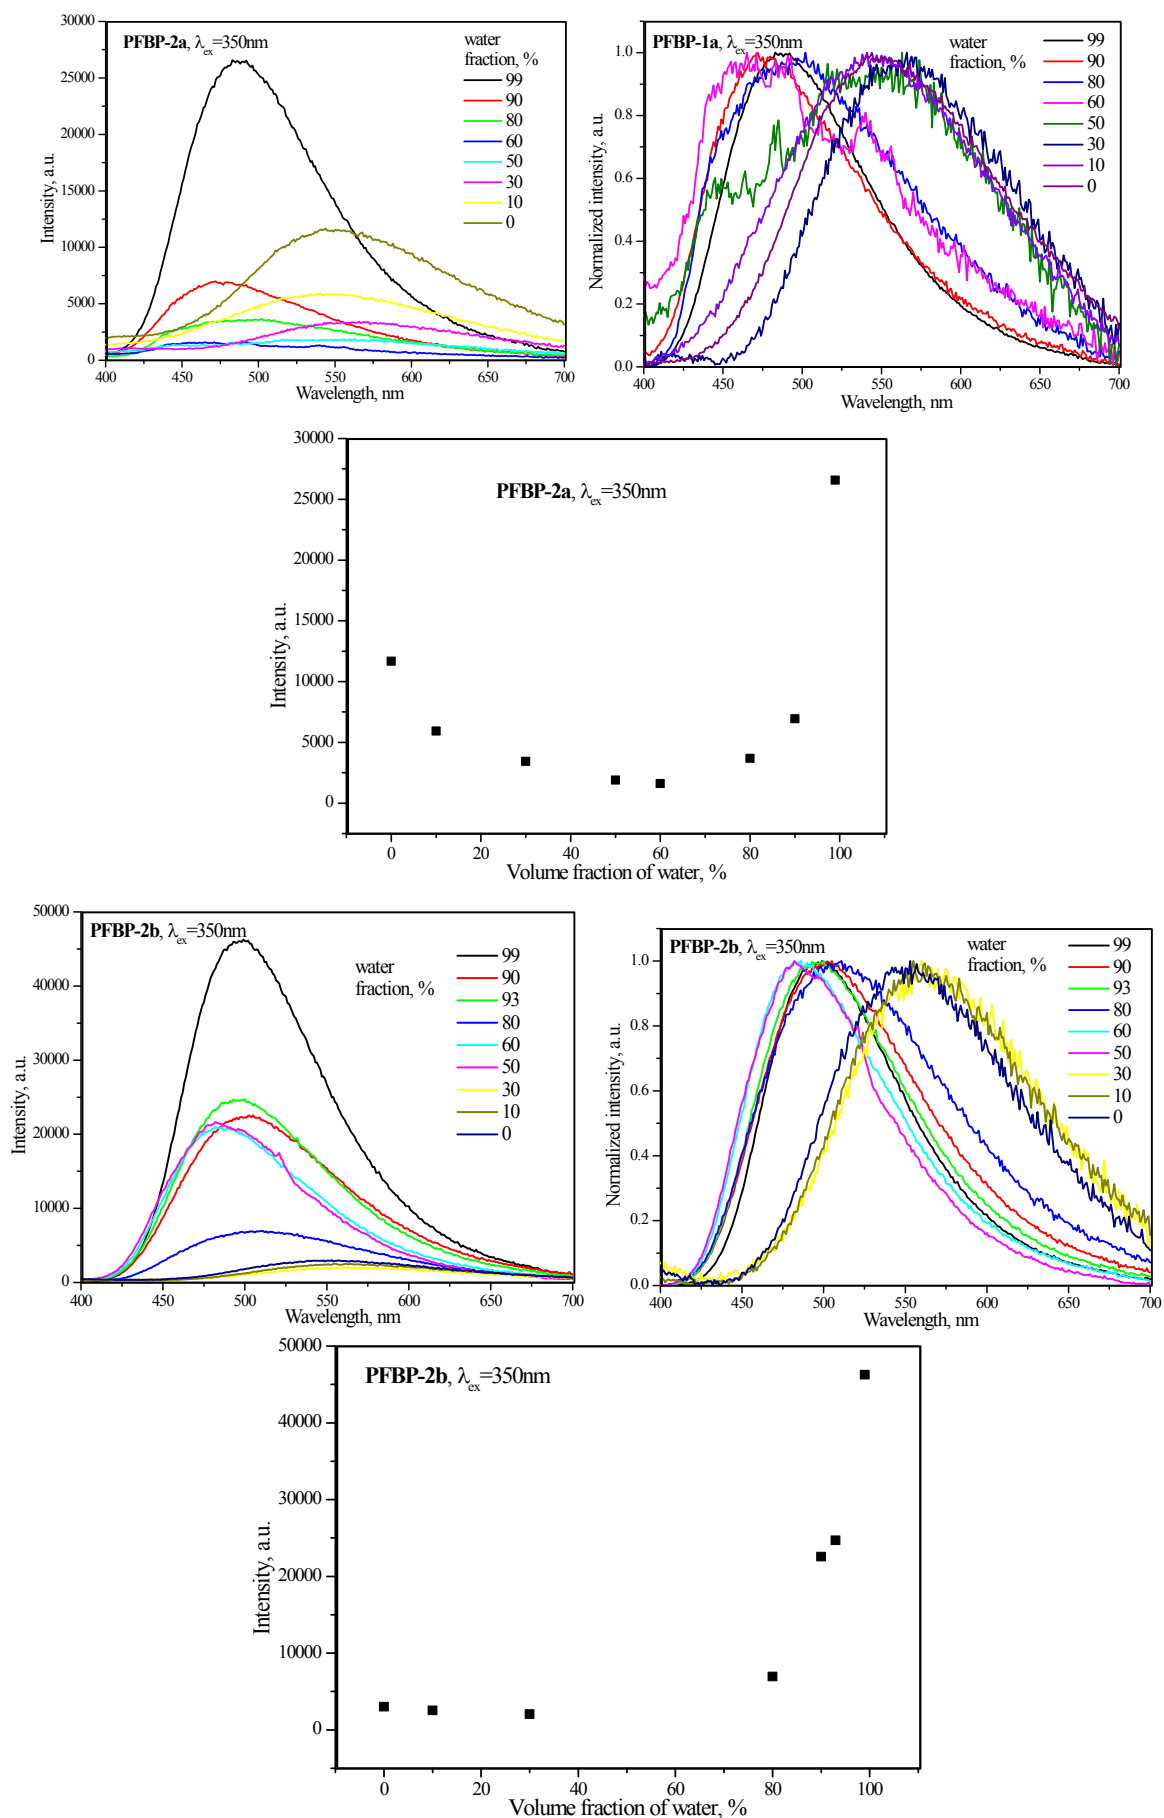 PFBP-2a, λex=350nm
water
fraction, %
99
90
80
60
50
30
10
0
30000
25000
20000
15000
10000
5000
0
Intensity, a.u.
400 450 500 550 600 650 700
Wavelength, nm
PFBP-1a, λex=350nm
water
fraction, %
99
90
80
60
50
30
10
0
1.0
0.8
0.6
0.4
0.2
0.0
Normalized intensity, a.u.
400 450 500 550 600 650 700
Wavelength, nm
PFBP-2a, λex=350nm
30000
25000
20000
15000
10000
5000
0
Intensity, a.u.
0 20 40 60 80 100
Volume fraction of water, %
PFBP-2b, λex=350nm
water
fraction, %
99
90
93
80
60
50
30
10
0
50000
40000
30000
20000
10000
0
Intensity, a.u.
400 450 500 550 600 650 700
Wavelength, nm
PFBP-2b, λex=350nm
water
fraction, %
99
90
93
80
60
50
30
10
0
1.0
0.8
0.6
0.4
0.2
0.0
Normalized intensity, a.u.
400 450 500 550 600 650 700
Wavelength, nm
PFBP-2b, λex=350nm
50000
40000
30000
20000
10000
0
Intensity, a.u.
0 20 40 60 80 100
Volume fraction of water, %